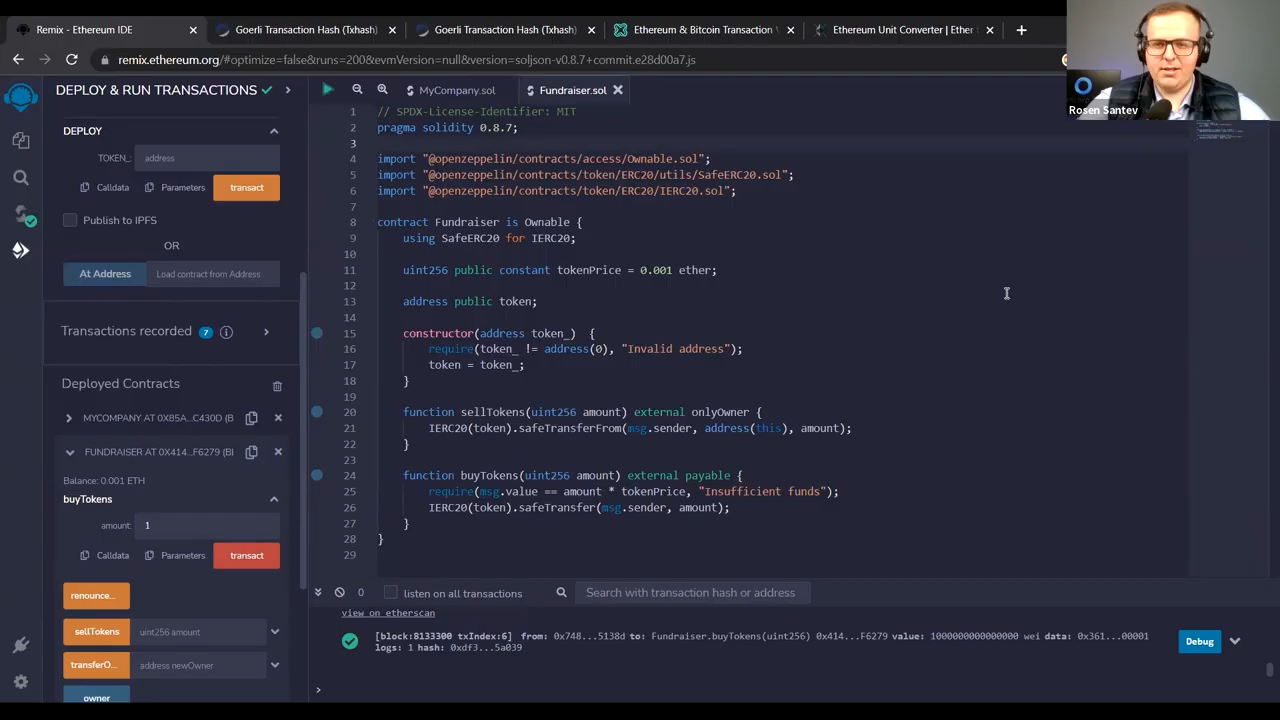 Remix - Ethereum IDE
Goerli Transaction Hash (Txhash)
Goerli Transaction Hash (Txhash)
Ethereum & Bitcoin Transaction
Ethereum Unit Converter | Ether
remix.ethereum.org/#optimize=false&runs=200&evmVersion=null&version=soljson-v0.8.7+commit.e28d00a7.js
Rosen Santev
DEPLOY & RUN TRANSACTIONS
DEPLOY
TOKEN_:
address
Calldata
Parameters
transact
Publish to IPFS
OR
At Address
Load contract from Address
Transactions recorded
7
i
Deployed Contracts
MYCOMPANY AT 0X85A...C430D (B
FUNDRAISER AT 0X414...F6279 (BI
Balance: 0.001 ETH
buyTokens
amount:
1
Calldata
Parameters
transact
renounce...
sellTokens
uint256 amount
transferO...
address newOwner
owner
MyCompany.sol
Fundraiser.sol
1 // SPDX-License-Identifier: MIT
2 pragma solidity 0.8.7;
3
4 import "@openzeppelin/contracts/access/Ownable.sol";
5 import "@openzeppelin/contracts/token/ERC20/utils/SafeERC20.sol";
6 import "@openzeppelin/contracts/token/ERC20/IERC20.sol";
7
8 contract Fundraiser is Ownable {
9 using SafeERC20 for IERC20;
10
11 uint256 public constant tokenPrice = 0.001 ether;
12
13 address public token;
14
15 constructor(address token_) {
16 require(token_ != address(0), "Invalid address");
17 token = token_;
18 }
19
20 function sellTokens(uint256 amount) external onlyOwner {
21 IERC20(token).safeTransferFrom(msg.sender, address(this), amount);
22 }
23
24 function buyTokens(uint256 amount) external payable {
25 require(msg.value == amount * tokenPrice, "Insufficient funds");
26 IERC20(token).safeTransfer(msg.sender, amount);
27 }
28 }
29
0
listen on all transactions
Search with transaction hash or address
view on etherscan
[block:8133300 txIndex:6] from: 0x748...5138d to: Fundraiser.buyTokens(uint256) 0x414...F6279 value: 1000000000000000 wei data: 0x361...00001
logs: 1 hash: 0xdf3...5a039
Debug
>